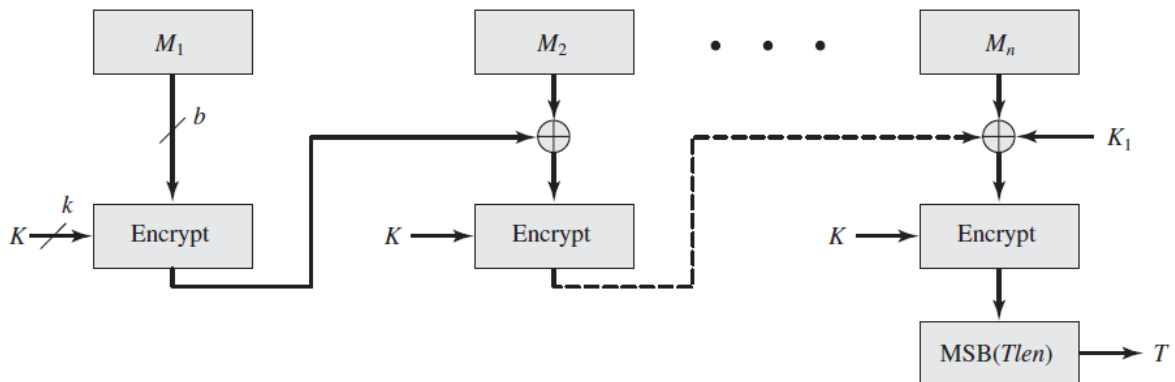 M1
M2
Mn
b
K1
k
K
Encrypt
K
Encrypt
K
Encrypt
MSB(Tlen)
T